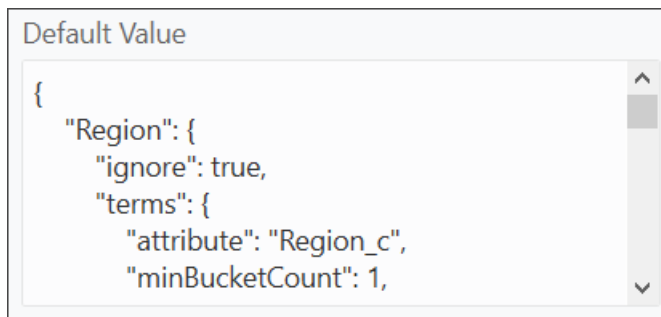 Default Value
{
"Region": {
"ignore": true,
"terms": {
"attribute": "Region_c",
"minBucketCount": 1,